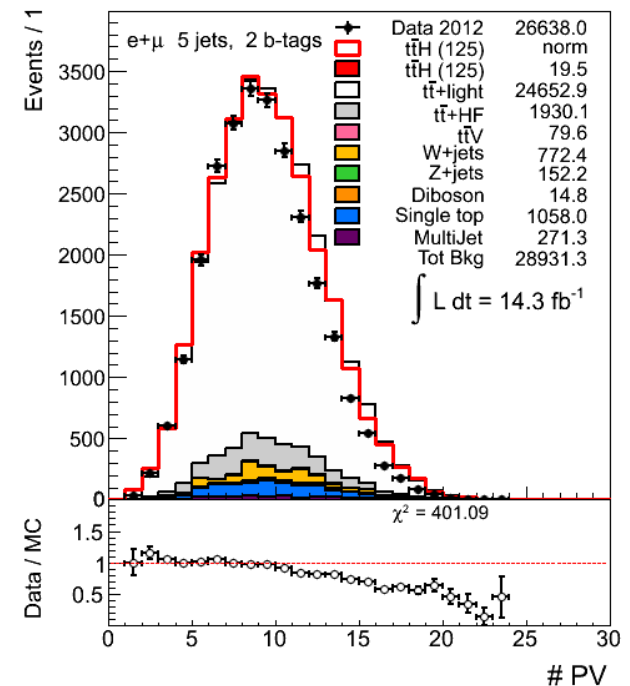 Events / 1
e+μ 5 jets, 2 b-tags
Data 2012 26638.0
tt̄H (125) norm
tt̄H (125) 19.5
tt̄+light 24652.9
tt̄+HF 1930.1
tt̄V 79.6
W+jets 772.4
Z+jets 152.2
Diboson 14.8
Single top 1058.0
MultiJet 271.3
Tot Bkg 28931.3
∫ L dt = 14.3 fb⁻¹
3500
3000
2500
2000
1500
1000
500
0
χ² = 401.09
Data / MC
1.5
1
0.5
0 5 10 15 20 25 30
# PV